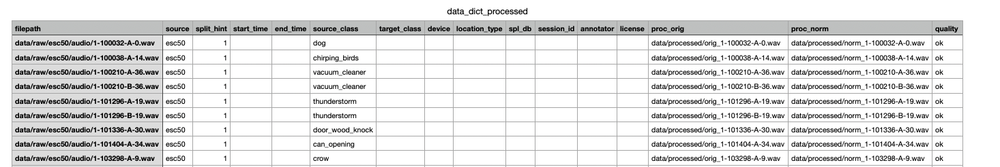 data_dict_processed
filepath source split_hint start_time end_time source_class target_class device location_type spl_db session_id annotator license proc_orig proc_norm quality
data/raw/esc50/audio/1-100032-A-0.wav esc50 1 dog data/processed/orig_1-100032-A-0.wav data/processed/norm_1-100032-A-0.wav ok
data/raw/esc50/audio/1-100038-A-14.wav esc50 1 chirping_birds data/processed/orig_1-100038-A-14.wav data/processed/norm_1-100038-A-14.wav ok
data/raw/esc50/audio/1-100210-A-36.wav esc50 1 vacuum_cleaner data/processed/orig_1-100210-A-36.wav data/processed/norm_1-100210-A-36.wav ok
data/raw/esc50/audio/1-100210-B-36.wav esc50 1 vacuum_cleaner data/processed/orig_1-100210-B-36.wav data/processed/norm_1-100210-B-36.wav ok
data/raw/esc50/audio/1-101296-A-19.wav esc50 1 thunderstorm data/processed/orig_1-101296-A-19.wav data/processed/norm_1-101296-A-19.wav ok
data/raw/esc50/audio/1-101296-B-19.wav esc50 1 thunderstorm data/processed/orig_1-101296-B-19.wav data/processed/norm_1-101296-B-19.wav ok
data/raw/esc50/audio/1-101336-A-30.wav esc50 1 door_wood_knock data/processed/orig_1-101336-A-30.wav data/processed/norm_1-101336-A-30.wav ok
data/raw/esc50/audio/1-101404-A-34.wav esc50 1 can_opening data/processed/orig_1-101404-A-34.wav data/processed/norm_1-101404-A-34.wav ok
data/raw/esc50/audio/1-103298-A-9.wav esc50 1 crow data/processed/orig_1-103298-A-9.wav data/processed/norm_1-103298-A-9.wav ok